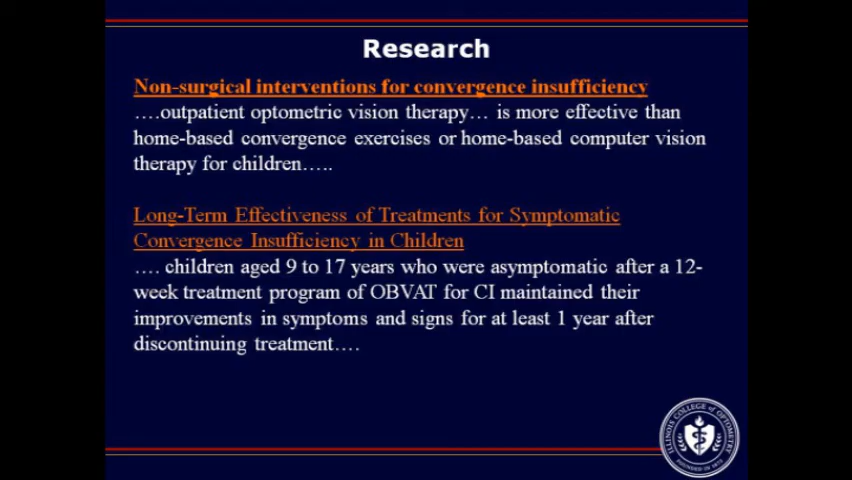 Research
Non-surgical interventions for convergence insufficiency
….outpatient optometric vision therapy… is more effective than
home-based convergence exercises or home-based computer vision
therapy for children…..
Long-Term Effectiveness of Treatments for Symptomatic
Convergence Insufficiency in Children
…. children aged 9 to 17 years who were asymptomatic after a 12-
week treatment program of OBVAT for CI maintained their
improvements in symptoms and signs for at least 1 year after
discontinuing treatment….
ILLINOIS COLLEGE of OPTOMETRY
FOUNDED IN 1872